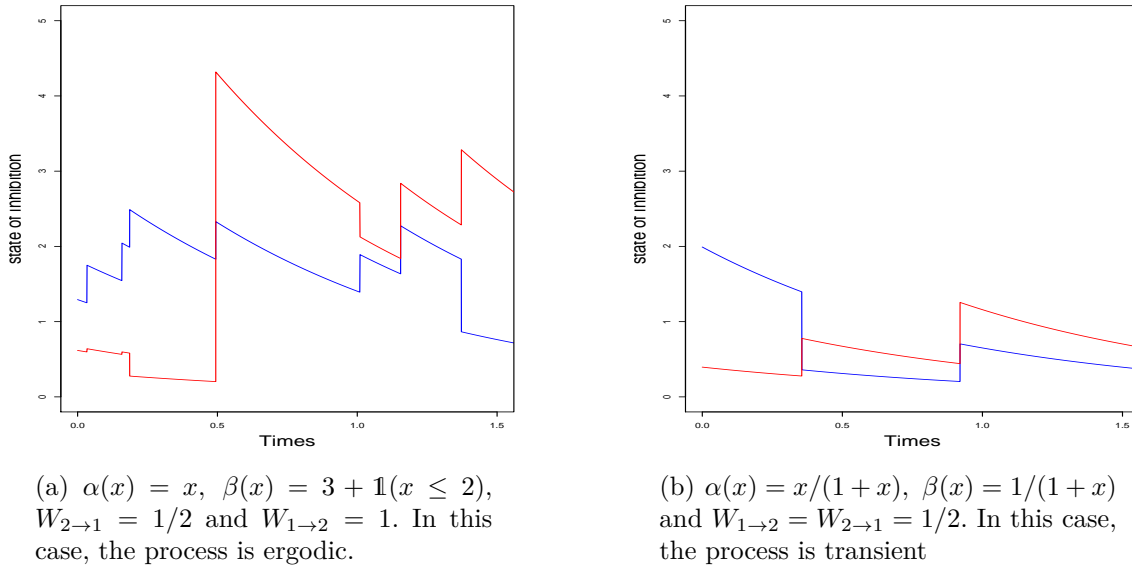 5
4
3
2
1
0
state of inhibition
0.0 0.5 1.0 1.5
Times
(a) α(x) = x, β(x) = 3 + 𝟙(x ≤ 2),
W₂→₁ = 1/2 and W₁→₂ = 1. In this
case, the process is ergodic.
5
4
3
2
1
0
state of inhibition
0.0 0.5 1.0 1.5
Times
(b) α(x) = x/(1 + x), β(x) = 1/(1 + x)
and W₁→₂ = W₂→₁ = 1/2. In this case,
the process is transient